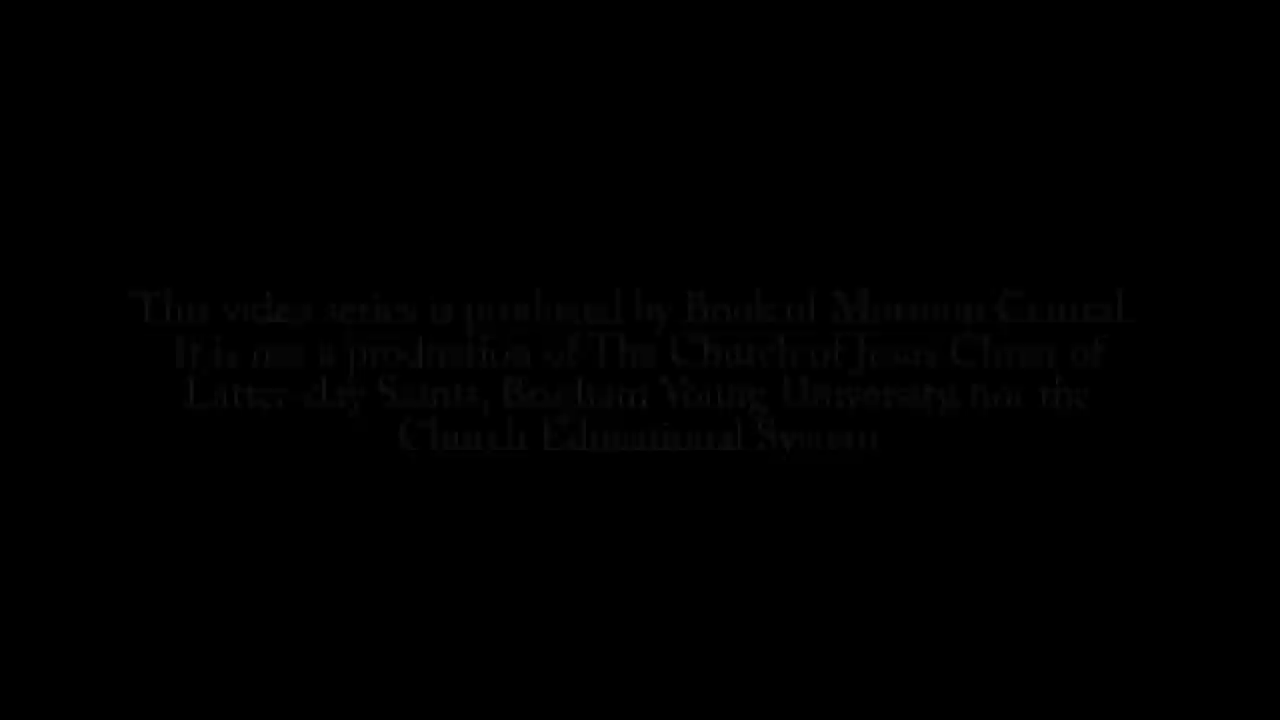 This video series is produced by Book of Mormon Central.
It is not a production of The Church of Jesus Christ of
Latter-day Saints, Brigham Young University, nor the
Church Educational System